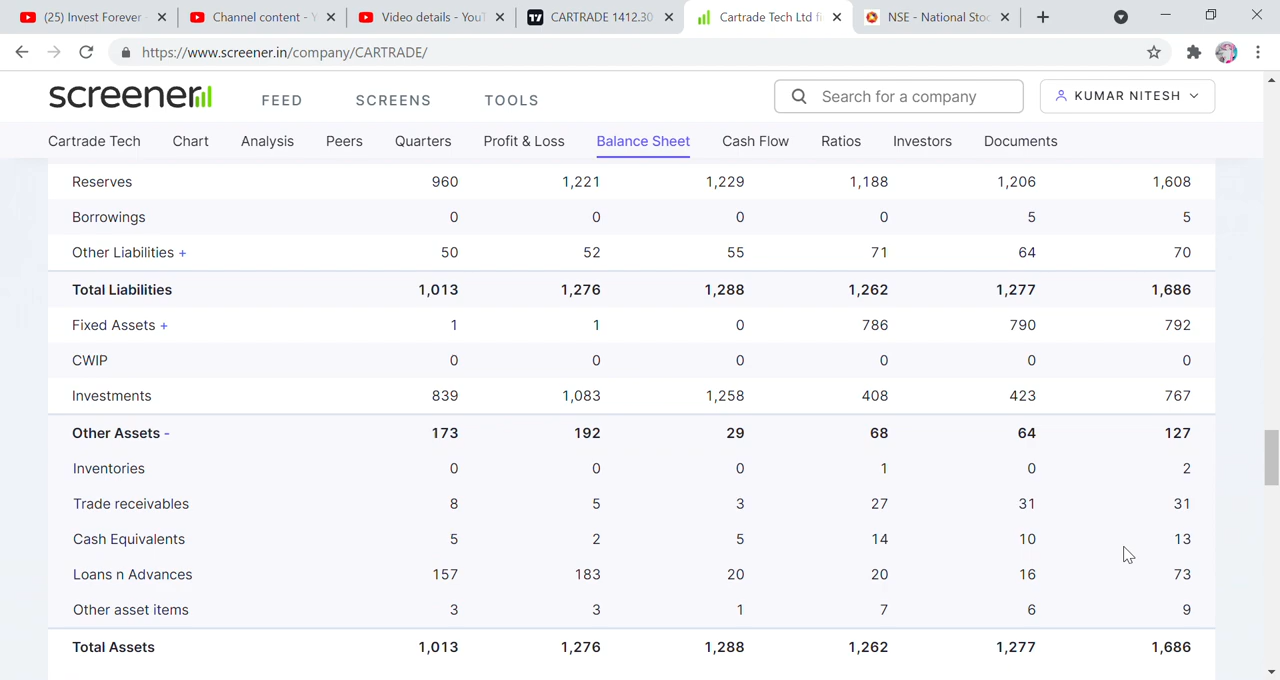 (25) Invest Forever
Channel content - Y
Video details - YouT
CARTRADE 1412.30
Cartrade Tech Ltd fi
NSE - National Stoc
https://www.screener.in/company/CARTRADE/
screener
FEED
SCREENS
TOOLS
Search for a company
KUMAR NITESH
Cartrade Tech
Chart
Analysis
Peers
Quarters
Profit & Loss
Balance Sheet
Cash Flow
Ratios
Investors
Documents
Reserves 960 1,221 1,229 1,188 1,206 1,608
Borrowings 0 0 0 0 5 5
Other Liabilities + 50 52 55 71 64 70
Total Liabilities 1,013 1,276 1,288 1,262 1,277 1,686
Fixed Assets + 1 1 0 786 790 792
CWIP 0 0 0 0 0 0
Investments 839 1,083 1,258 408 423 767
Other Assets - 173 192 29 68 64 127
Inventories 0 0 0 1 0 2
Trade receivables 8 5 3 27 31 31
Cash Equivalents 5 2 5 14 10 13
Loans n Advances 157 183 20 20 16 73
Other asset items 3 3 1 7 6 9
Total Assets 1,013 1,276 1,288 1,262 1,277 1,686